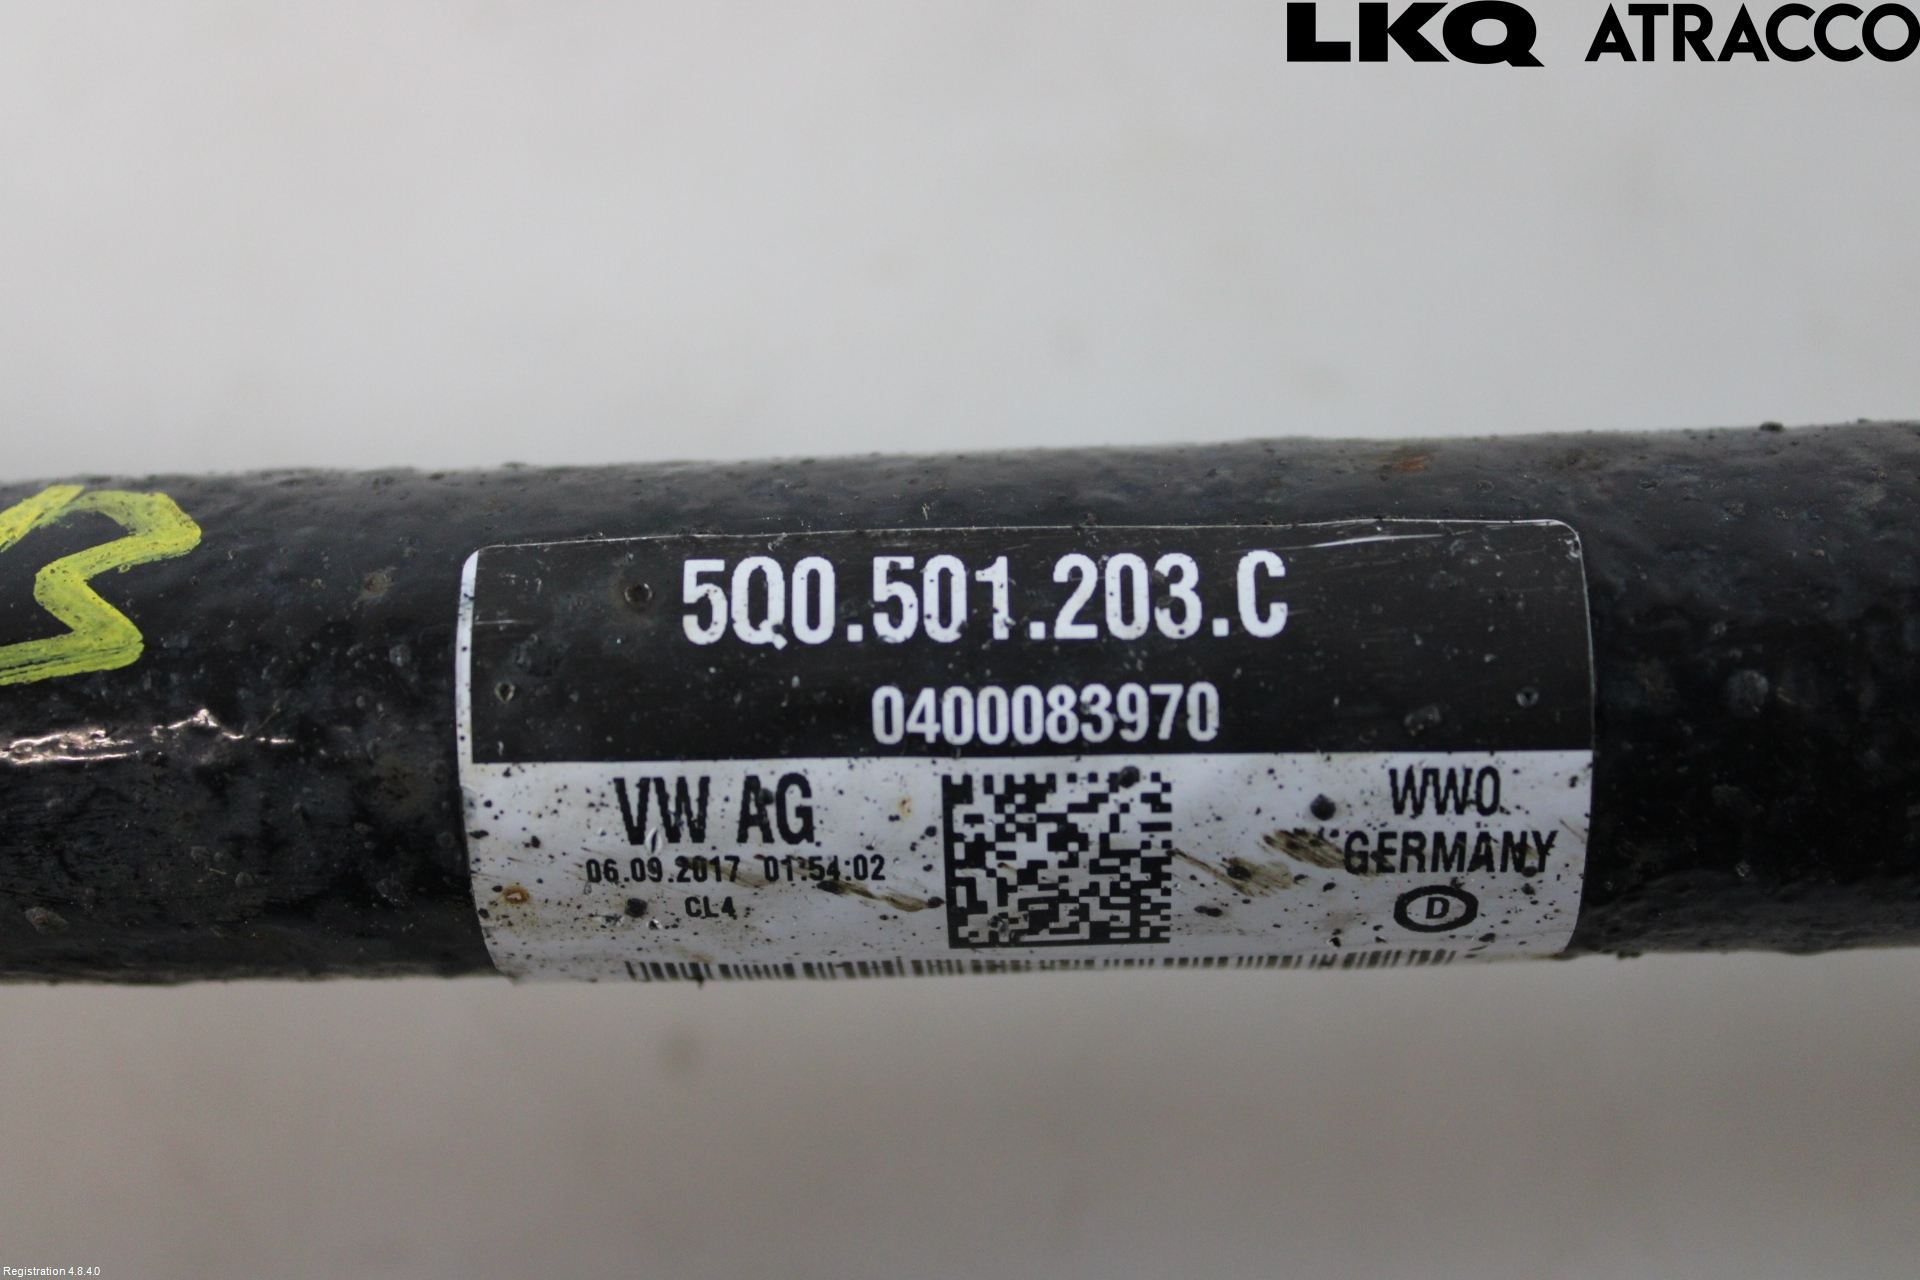 LKQ ATRACCO
5Q0.501.203.C
0400083970
VW AG
06.09.2017 01:54:02
CL4
WWO
GERMANY
D
Registration 4.8.4.0